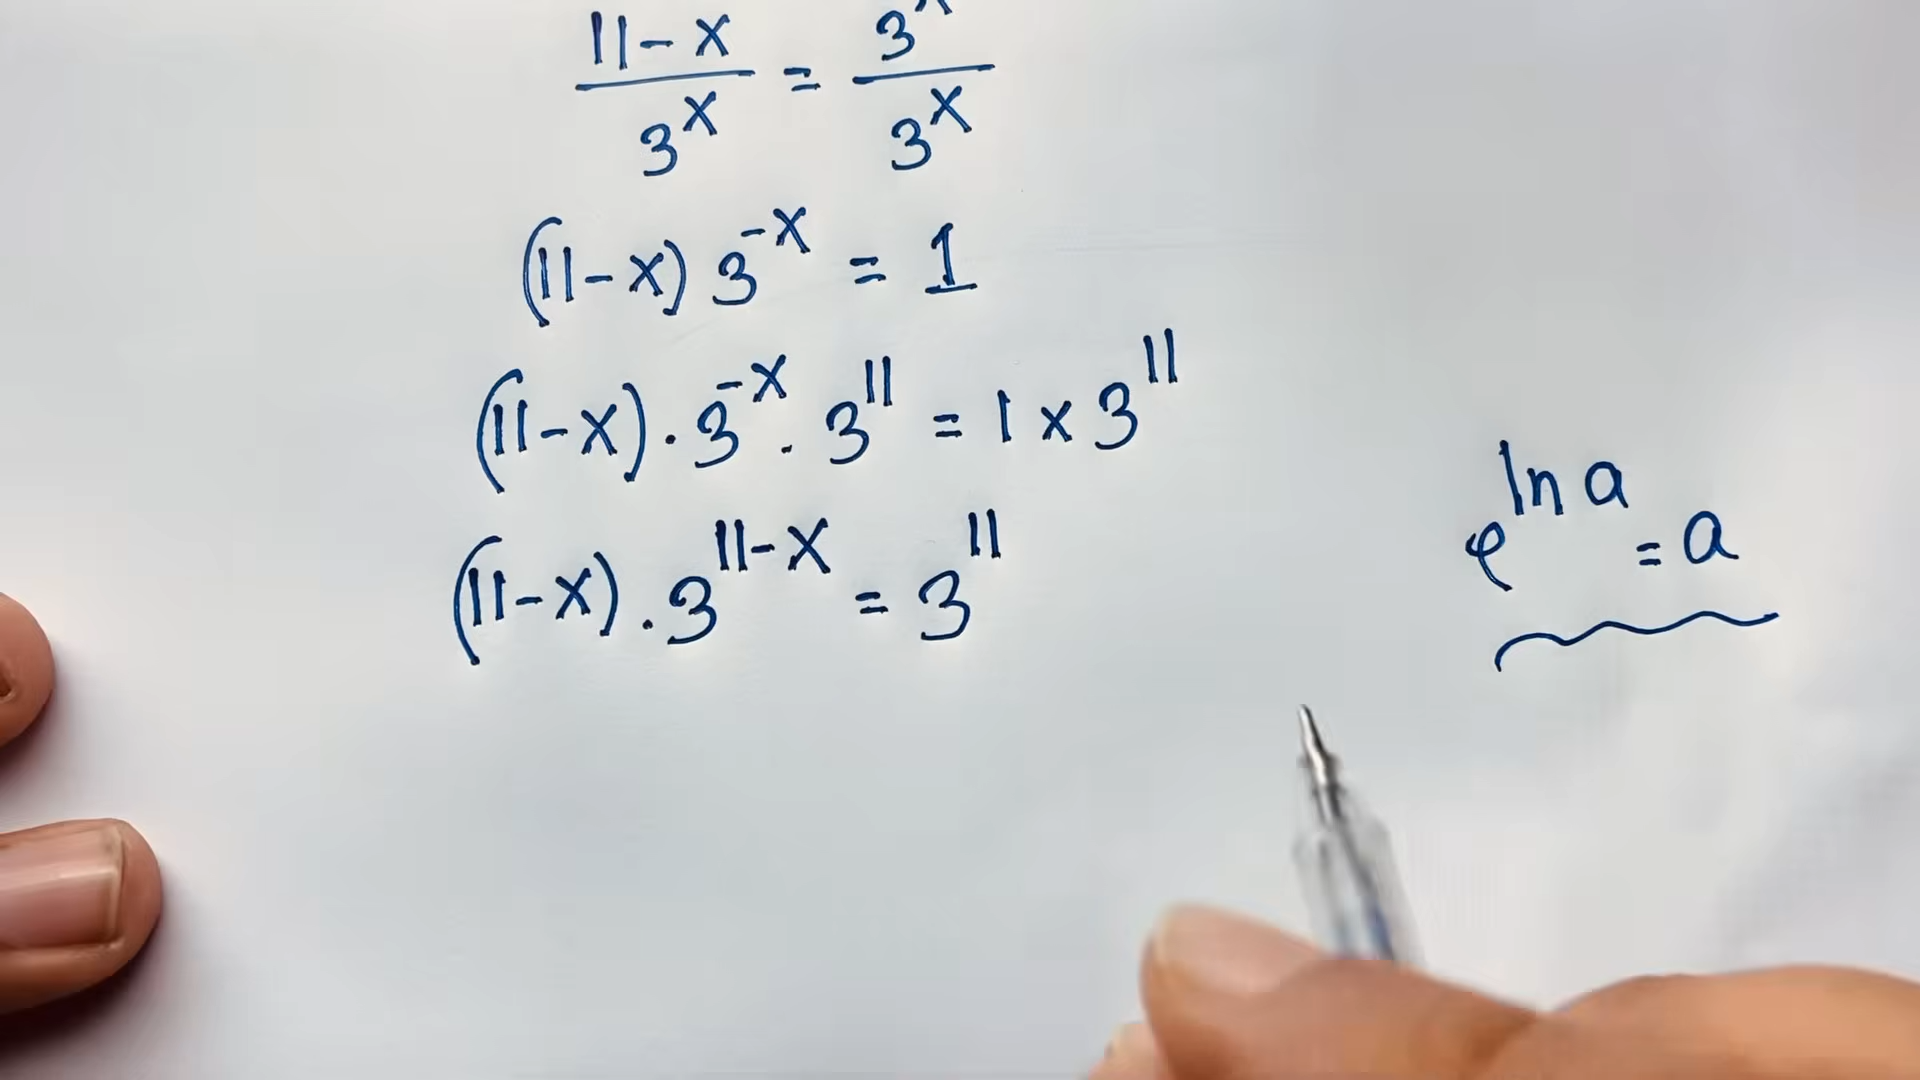 11-x / 3^x = 3^x / 3^x
(11-x) 3^-x = 1
(11-x) . 3^-x . 3^11 = 1 x 3^11
(11-x) . 3^11-x = 3^11
e^ln a = a